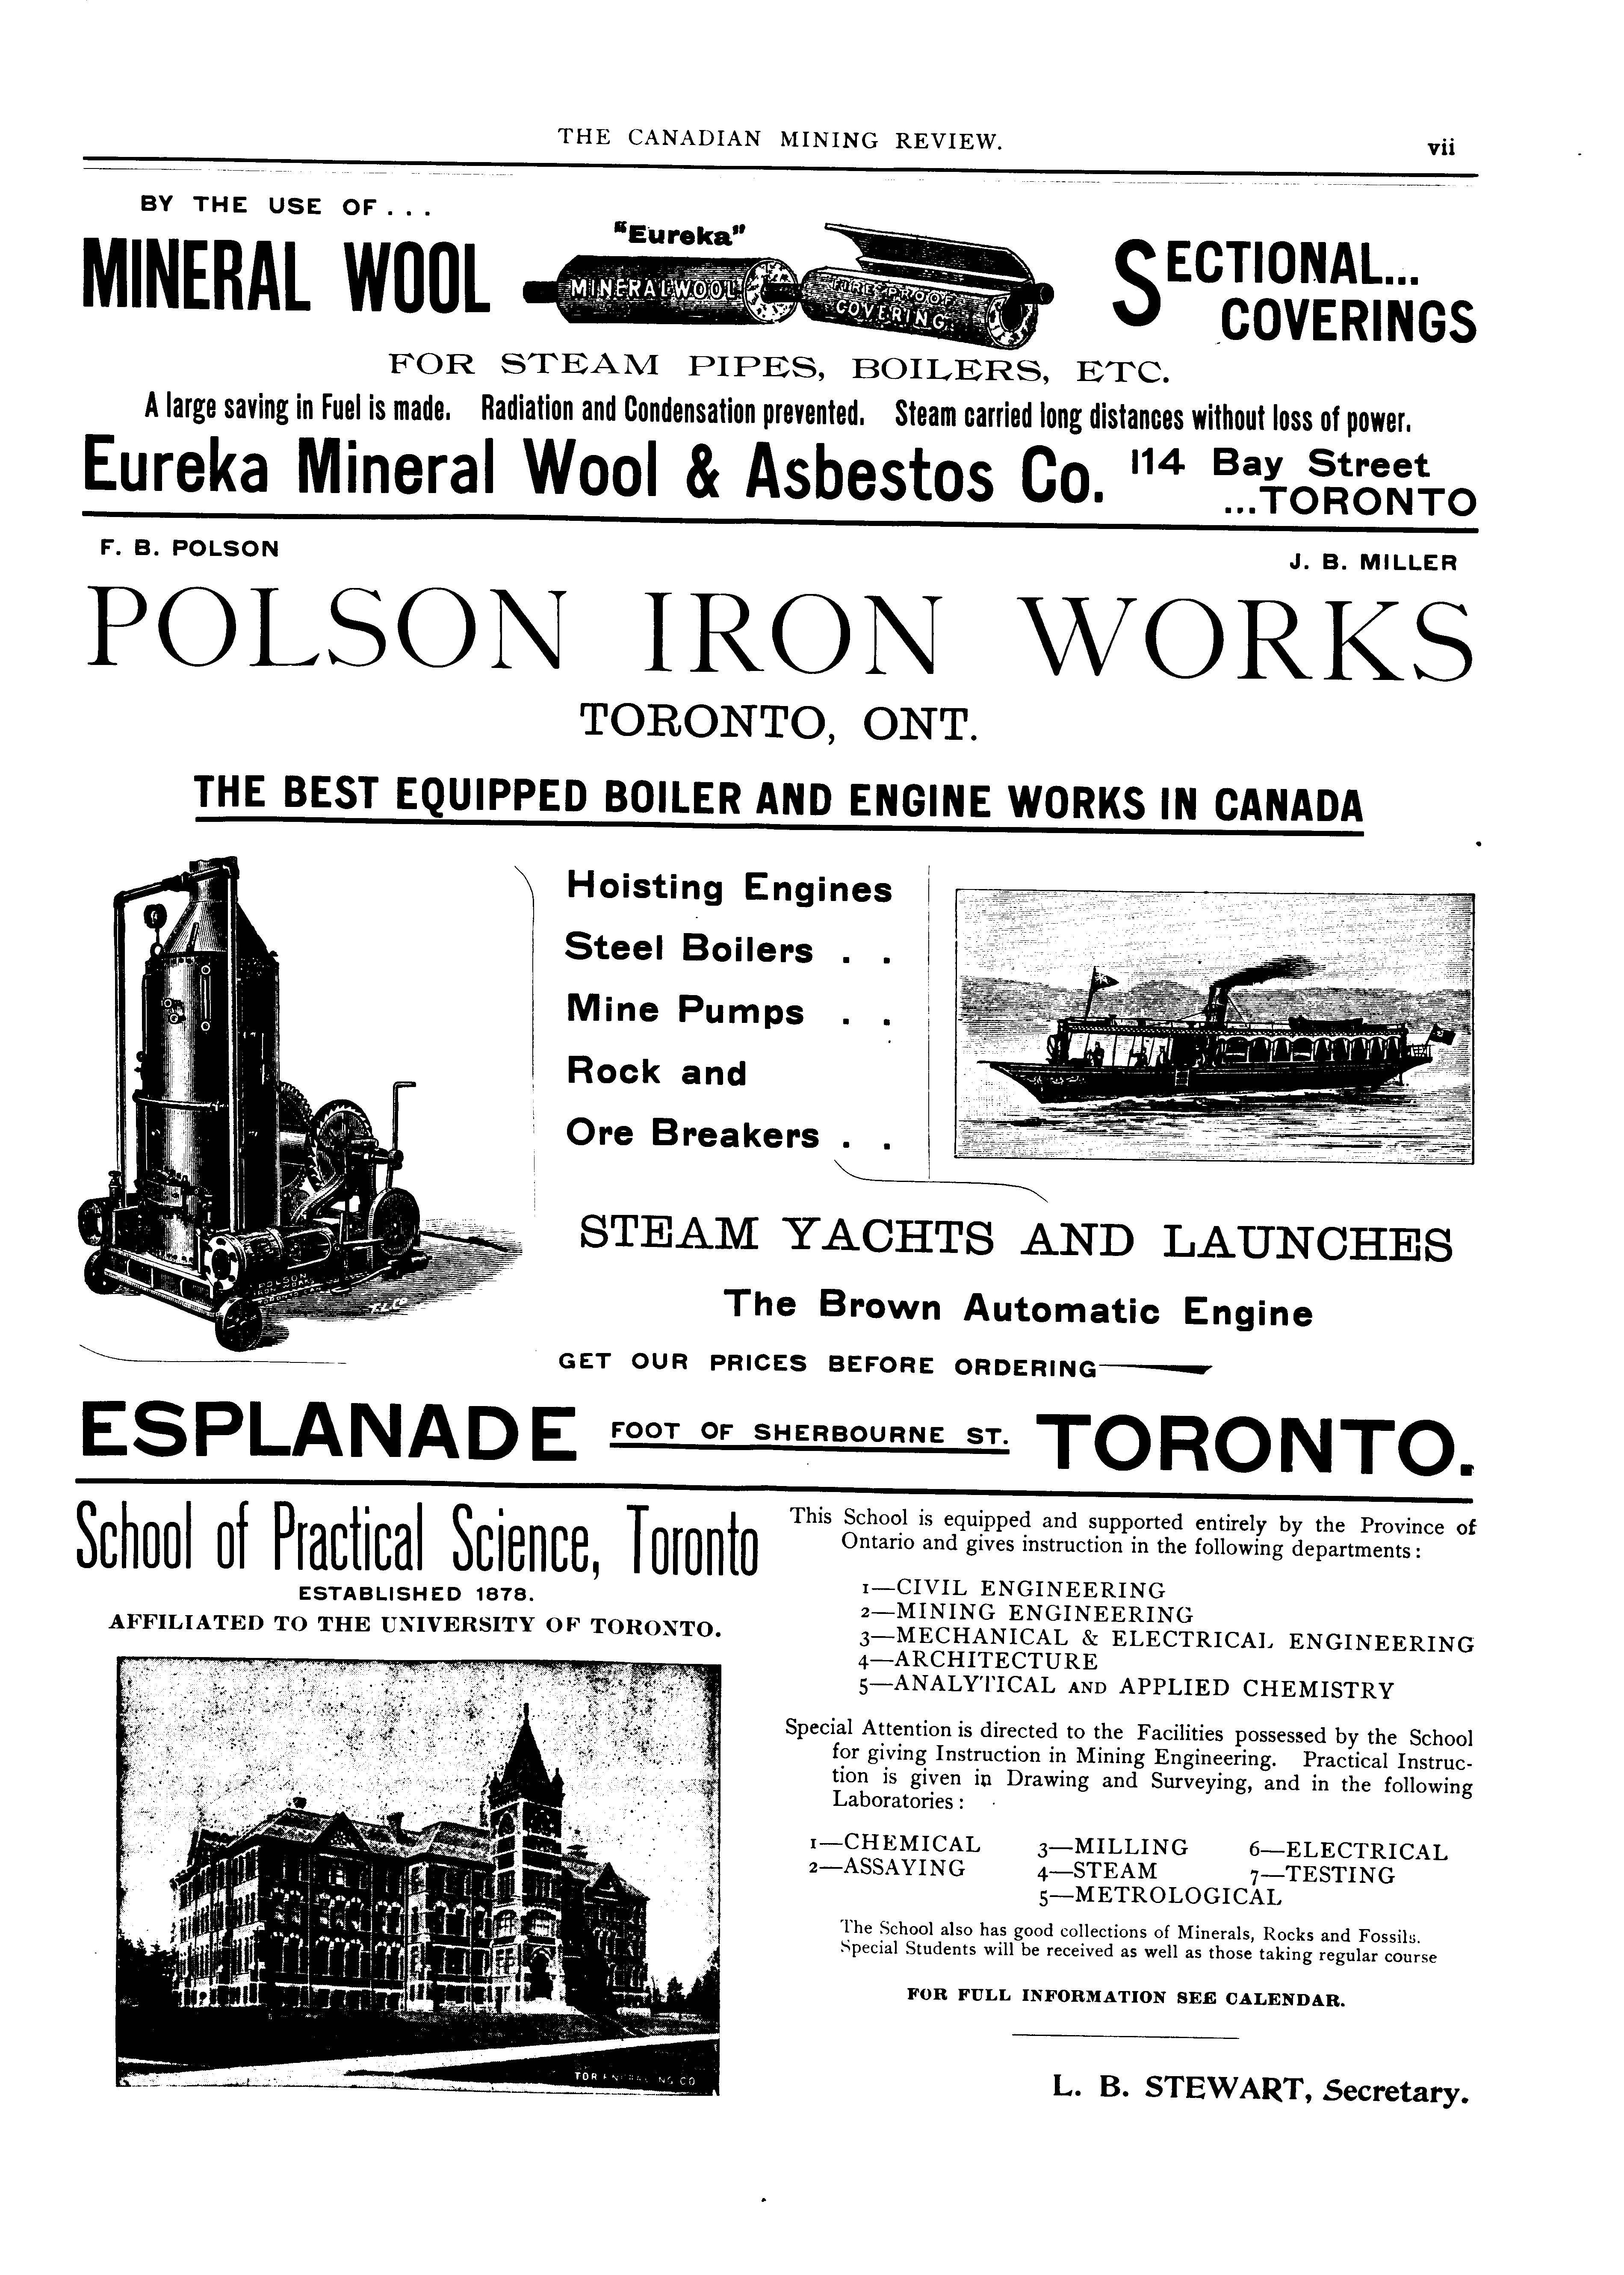 THE CANADIAN MINING REVIEW.
vii
BY THE USE OF...
MINERAL WOOL
"Eureka"
MINERAL WOOL
FIRE PROOF
COVERING
SECTIONAL...
COVERINGS
FOR STEAM PIPES, BOILERS, ETC.
A large saving in Fuel is made. Radiation and Condensation prevented. Steam carried long distances without loss of power.
Eureka Mineral Wool & Asbestos Co.
114 Bay Street
...TORONTO
F. B. POLSON
J. B. MILLER
POLSON IRON WORKS
TORONTO, ONT.
THE BEST EQUIPPED BOILER AND ENGINE WORKS IN CANADA
Hoisting Engines
Steel Boilers . .
Mine Pumps . .
Rock and
Ore Breakers . .
POLSON
IRON WORKS
STEAM YACHTS AND LAUNCHES
The Brown Automatic Engine
GET OUR PRICES BEFORE ORDERING
ESPLANADE FOOT OF SHERBOURNE ST. TORONTO.
School of Practical Science, Toronto
ESTABLISHED 1878.
AFFILIATED TO THE UNIVERSITY OF TORONTO.
This School is equipped and supported entirely by the Province of
Ontario and gives instruction in the following departments:
1—CIVIL ENGINEERING
2—MINING ENGINEERING
3—MECHANICAL & ELECTRICAL ENGINEERING
4—ARCHITECTURE
5—ANALYTICAL AND APPLIED CHEMISTRY
Special Attention is directed to the Facilities possessed by the School
for giving Instruction in Mining Engineering. Practical Instruc-
tion is given in Drawing and Surveying, and in the following
Laboratories:
1—CHEMICAL 3—MILLING 6—ELECTRICAL
2—ASSAYING 4—STEAM 7—TESTING
5—METROLOGICAL
The School also has good collections of Minerals, Rocks and Fossils.
Special Students will be received as well as those taking regular course
FOR FULL INFORMATION SEE CALENDAR.
L. B. STEWART, Secretary.